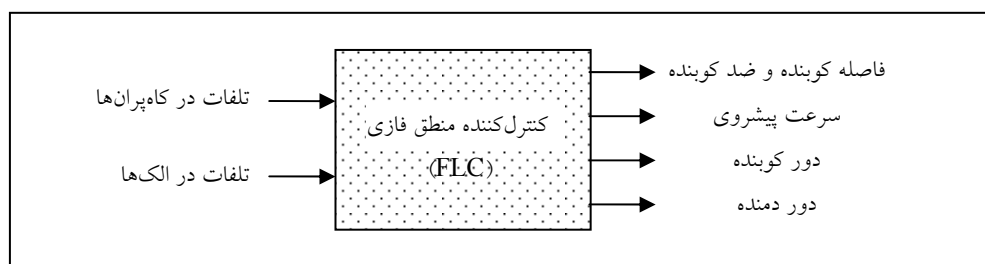 فاصله کوبنده و ضد کوبنده
سرعت پیشروی
دور کوبنده
دور دمنده
کنترل‌کننده منطق فازی
(FLC)
تلفات در کاه‌پران‌ها
تلفات در الک‌ها